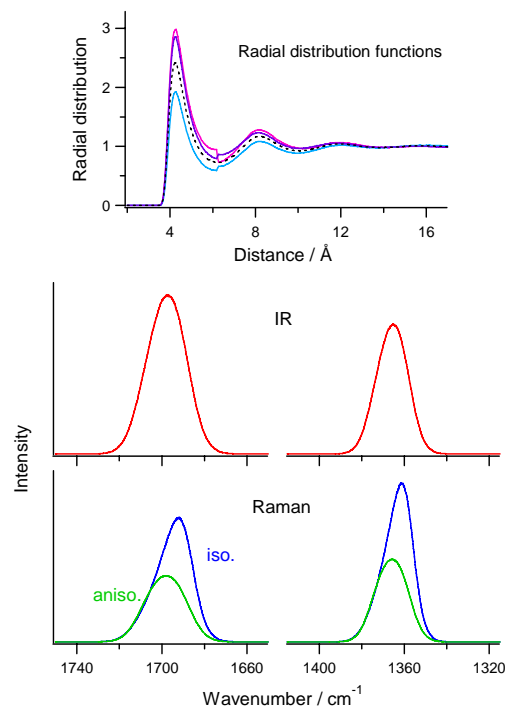 3
Radial distribution functions
2
1
0
Radial distribution
4
8
12
16
Distance / Å
IR
Intensity
Raman
iso.
aniso.
1740
1700
1660
1400
1360
1320
Wavenumber / cm-1